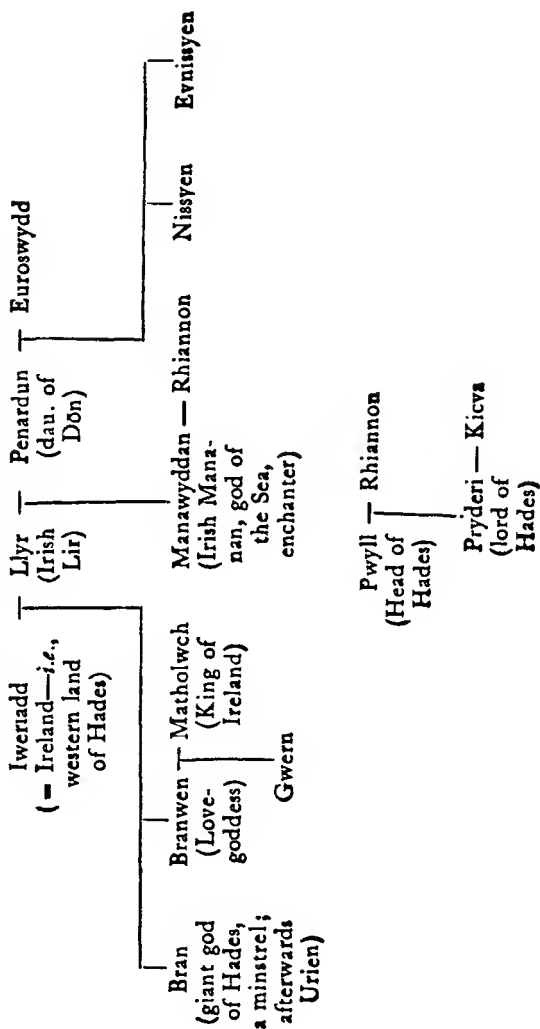 Iweriadd
(= Ireland—i.e.,
western land
of Hades)
Llyr
(Irish
Lir)
Penardun
(dau. of
Dôn)
Euroswydd
Bran
(giant god
of Hades,
a minstrel;
afterwards
Urien)
Branwen — Matholwch
(Love-
goddess)
(King of
Ireland)
Gwern
Manawyddan — Rhiannon
(Irish Mana-
nan, god of
the Sea,
enchanter)
Nissyen
Evnissyen
Pwyll — Rhiannon
(Head of
Hades)
Pryderi — Kicva
(lord of
Hades)